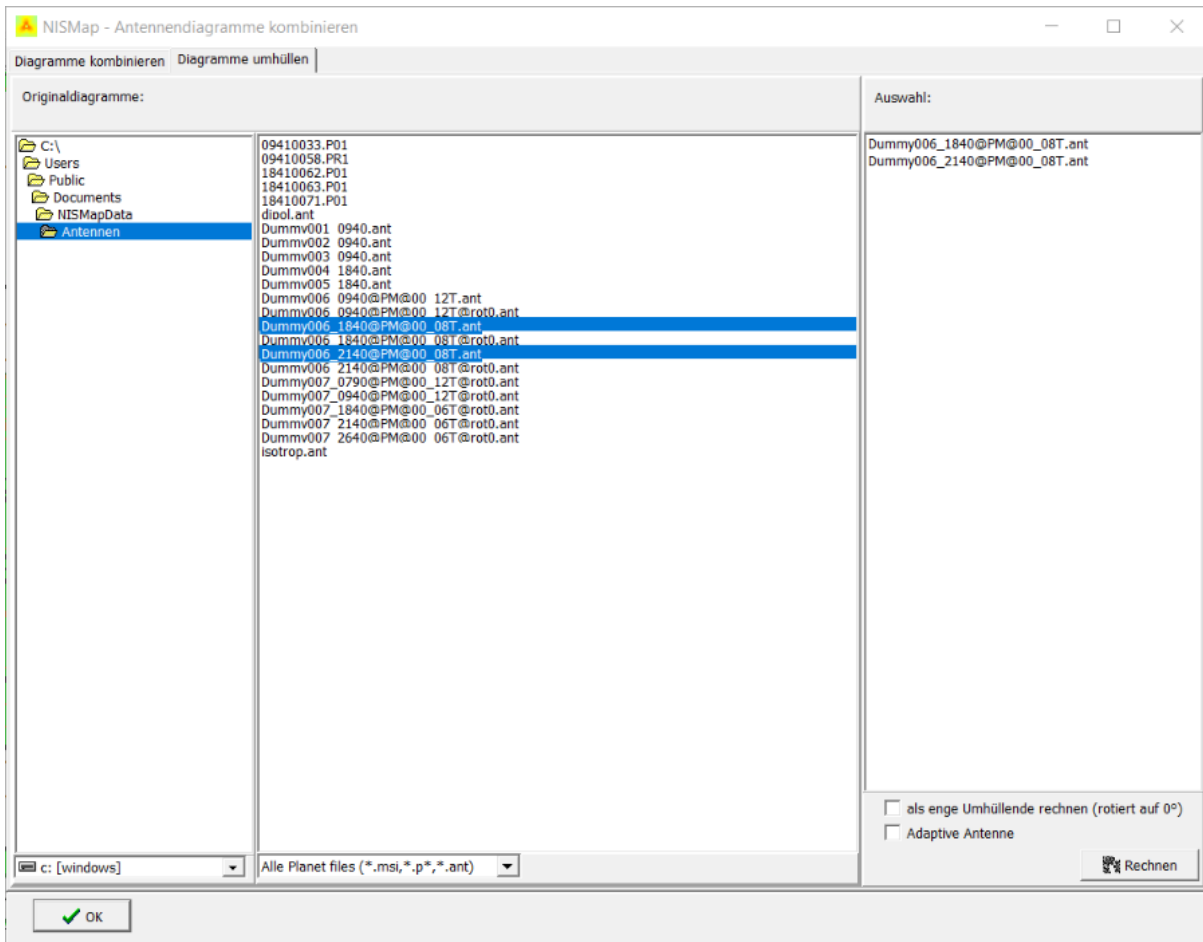 NISMap - Antennendiagramme kombinieren
Diagramme kombinieren Diagramme umhüllen
Originaldiagramme:
Auswahl:
C:\
Users
Public
Documents
NISMapData
Antennen
09410033.P01
09410058.PR1
18410062.P01
18410063.P01
18410071.P01
dipol.ant
Dummy001_0940.ant
Dummy002_0940.ant
Dummy003_0940.ant
Dummy004_1840.ant
Dummy005_1840.ant
Dummy006_0940@PM@00_12T.ant
Dummy006_0940@PM@00_12T@rot0.ant
Dummy006_1840@PM@00_08T.ant
Dummy006_1840@PM@00_08T@rot0.ant
Dummy006_2140@PM@00_08T.ant
Dummy006_2140@PM@00_08T@rot0.ant
Dummy007_0790@PM@00_12T@rot0.ant
Dummy007_0940@PM@00_12T@rot0.ant
Dummy007_1840@PM@00_06T@rot0.ant
Dummy007_2140@PM@00_06T@rot0.ant
Dummy007_2640@PM@00_06T@rot0.ant
isotrop.ant
Dummy006_1840@PM@00_08T.ant
Dummy006_2140@PM@00_08T.ant
als enge Umhüllende rechnen (rotiert auf 0º)
Adaptive Antenne
c: [windows]
Alle Planet files (*.msi,*.p*,*.ant)
Rechnen
OK